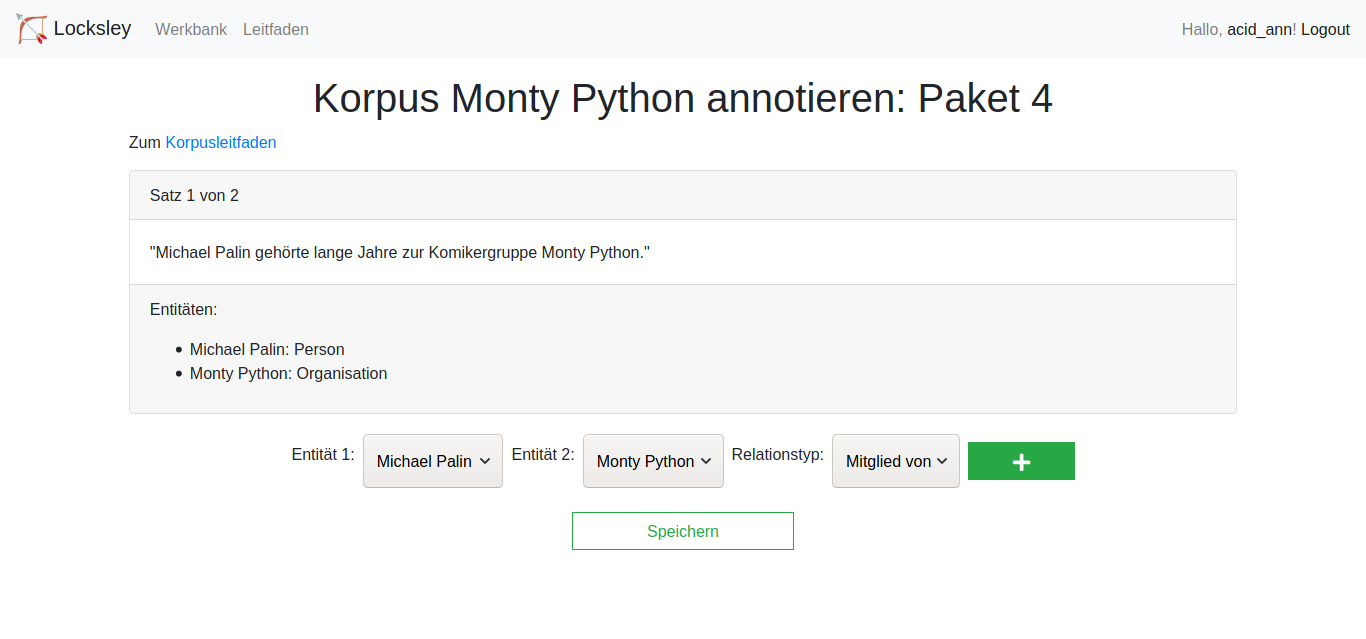 Locksley Werkbank Leitfaden Hallo, acid_ann! Logout
Korpus Monty Python annotieren: Paket 4
Zum Korpusleitfaden
Satz 1 von 2
"Michael Palin gehörte lange Jahre zur Komikergruppe Monty Python."
Entitäten:
Michael Palin: Person
Monty Python: Organisation
Entität 1: Michael Palin Entität 2: Monty Python Relationstyp: Mitglied von +
Speichern